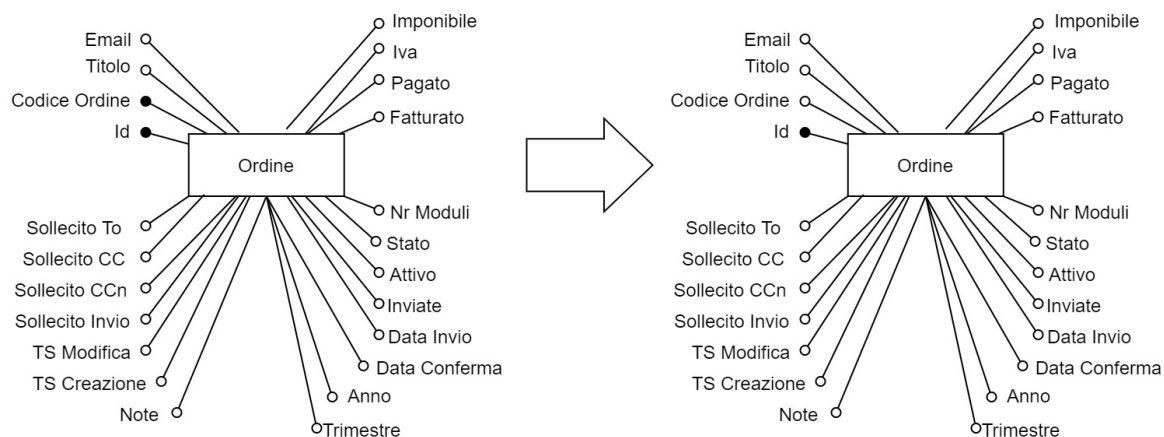 Email
Titolo
Codice Ordine
Id
Imponibile
Iva
Pagato
Fatturato
Ordine
Sollecito To
Sollecito CC
Sollecito CCn
Sollecito Invio
TS Modifica
TS Creazione
Note
Nr Moduli
Stato
Attivo
Inviate
Data Invio
Data Conferma
Anno
Trimestre
Email
Titolo
Codice Ordine
Id
Imponibile
Iva
Pagato
Fatturato
Ordine
Sollecito To
Sollecito CC
Sollecito CCn
Sollecito Invio
TS Modifica
TS Creazione
Note
Nr Moduli
Stato
Attivo
Inviate
Data Invio
Data Conferma
Anno
Trimestre